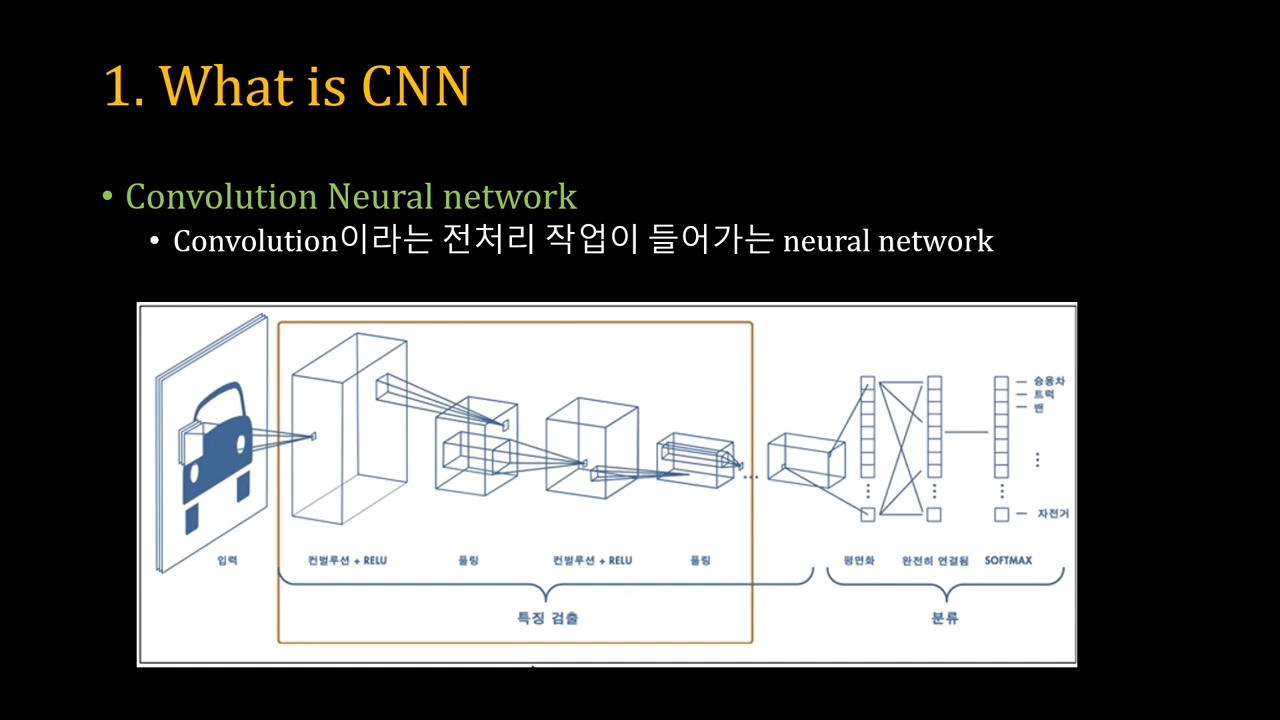 1. What is CNN
• Convolution Neural network
• Convolution이라는 전처리 작업이 들어가는 neural network
승용차
트럭
밴
자전거
입력
컨벌루션 + RELU
풀링
컨벌루션 + RELU
풀링
평면화
완전히 연결됨
SOFTMAX
특징 검출
분류